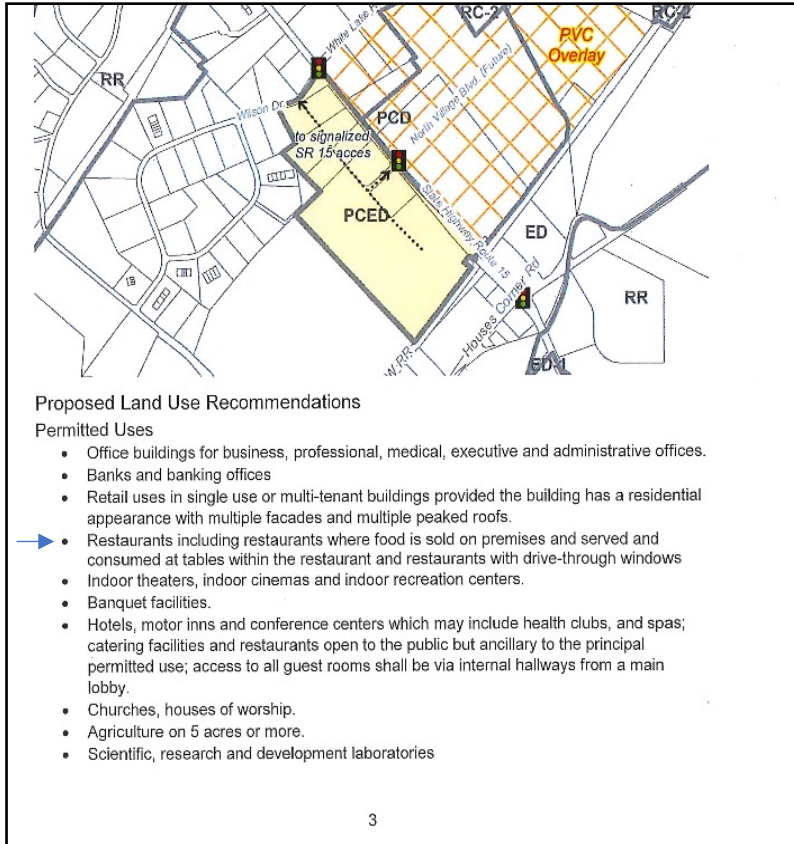 RC-2
RC-2
White Lake
PVC
Overlay
RR
Wilson Dr.
PCD
North Village Blvd. (Future)
to signalized
SR 15 acces
PCED
State Highway Route 15
ED
Houses Corner Rd
RR
W RR
ED-1
Proposed Land Use Recommendations
Permitted Uses
• Office buildings for business, professional, medical, executive and administrative offices.
• Banks and banking offices
• Retail uses in single use or multi-tenant buildings provided the building has a residential
appearance with multiple facades and multiple peaked roofs.
• Restaurants including restaurants where food is sold on premises and served and
consumed at tables within the restaurant and restaurants with drive-through windows
• Indoor theaters, indoor cinemas and indoor recreation centers.
• Banquet facilities.
• Hotels, motor inns and conference centers which may include health clubs, and spas;
catering facilities and restaurants open to the public but ancillary to the principal
permitted use; access to all guest rooms shall be via internal hallways from a main
lobby.
• Churches, houses of worship.
• Agriculture on 5 acres or more.
• Scientific, research and development laboratories
3